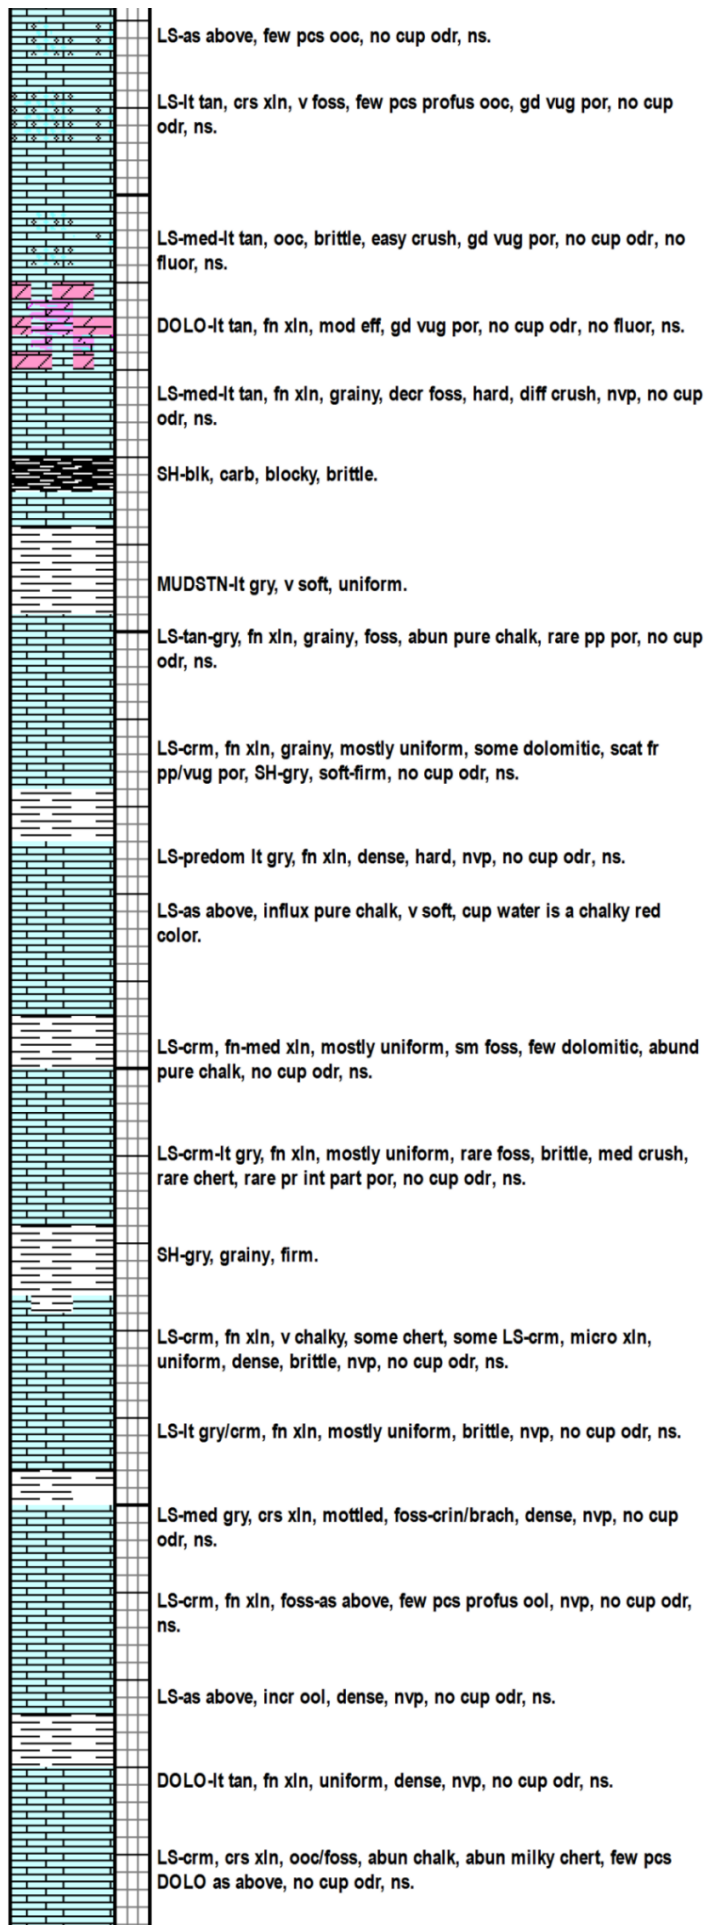 LS-as above, few pcs ooc, no cup odr, ns.
LS-lt tan, crs xln, v foss, few pcs profus ooc, gd vug por, no cup
odr, ns.
LS-med-lt tan, ooc, brittle, easy crush, gd vug por, no cup odr, no
fluor, ns.
DOLO-lt tan, fn xln, mod eff, gd vug por, no cup odr, no fluor, ns.
LS-med-lt tan, fn xln, grainy, decr foss, hard, diff crush, nvp, no cup
odr, ns.
SH-blk, carb, blocky, brittle.
MUDSTN-lt gry, v soft, uniform.
LS-tan-gry, fn xln, grainy, foss, abun pure chalk, rare pp por, no cup
odr, ns.
LS-crm, fn xln, grainy, mostly uniform, some dolomitic, scat fr
pp/vug por, SH-gry, soft-firm, no cup odr, ns.
LS-predom lt gry, fn xln, dense, hard, nvp, no cup odr, ns.
LS-as above, influx pure chalk, v soft, cup water is a chalky red
color.
LS-crm, fn-med xln, mostly uniform, sm foss, few dolomitic, abund
pure chalk, no cup odr, ns.
LS-crm-lt gry, fn xln, mostly uniform, rare foss, brittle, med crush,
rare chert, rare pr int part por, no cup odr, ns.
SH-gry, grainy, firm.
LS-crm, fn xln, v chalky, some chert, some LS-crm, micro xln,
uniform, dense, brittle, nvp, no cup odr, ns.
LS-lt gry/crm, fn xln, mostly uniform, brittle, nvp, no cup odr, ns.
LS-med gry, crs xln, mottled, foss-crin/brach, dense, nvp, no cup
odr, ns.
LS-crm, fn xln, foss-as above, few pcs profus ool, nvp, no cup odr,
ns.
LS-as above, incr ool, dense, nvp, no cup odr, ns.
DOLO-lt tan, fn xln, uniform, dense, nvp, no cup odr, ns.
LS-crm, crs xln, ooc/foss, abun chalk, abun milky chert, few pcs
DOLO as above, no cup odr, ns.